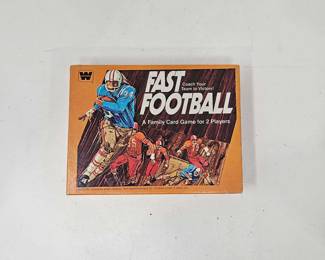 W
FAST
Coach Your
Team to Victory!
FOOTBALL
A Family Card Game for 2 Players